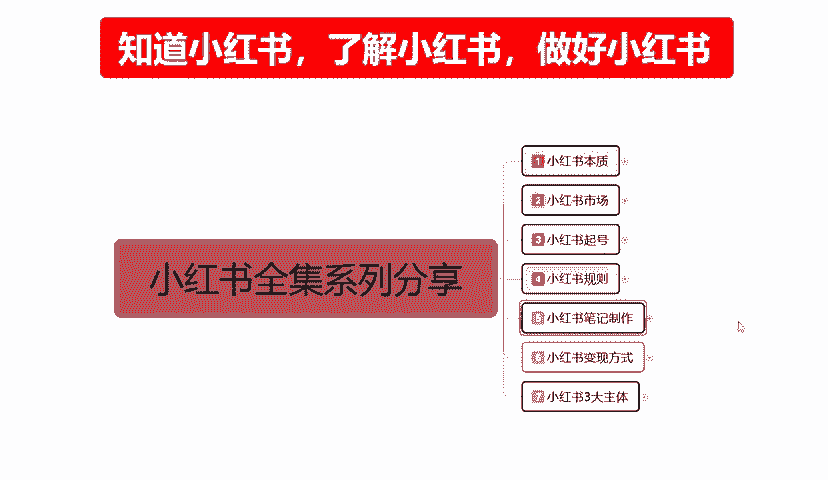 知道小红书，了解小红书，做好小红书
小红书全集系列分享
1 小红书本质
2 小红书市场
3 小红书起号
4 小红书规则
5 小红书笔记制作
6 小红书变现方式
7 小红书3大主体